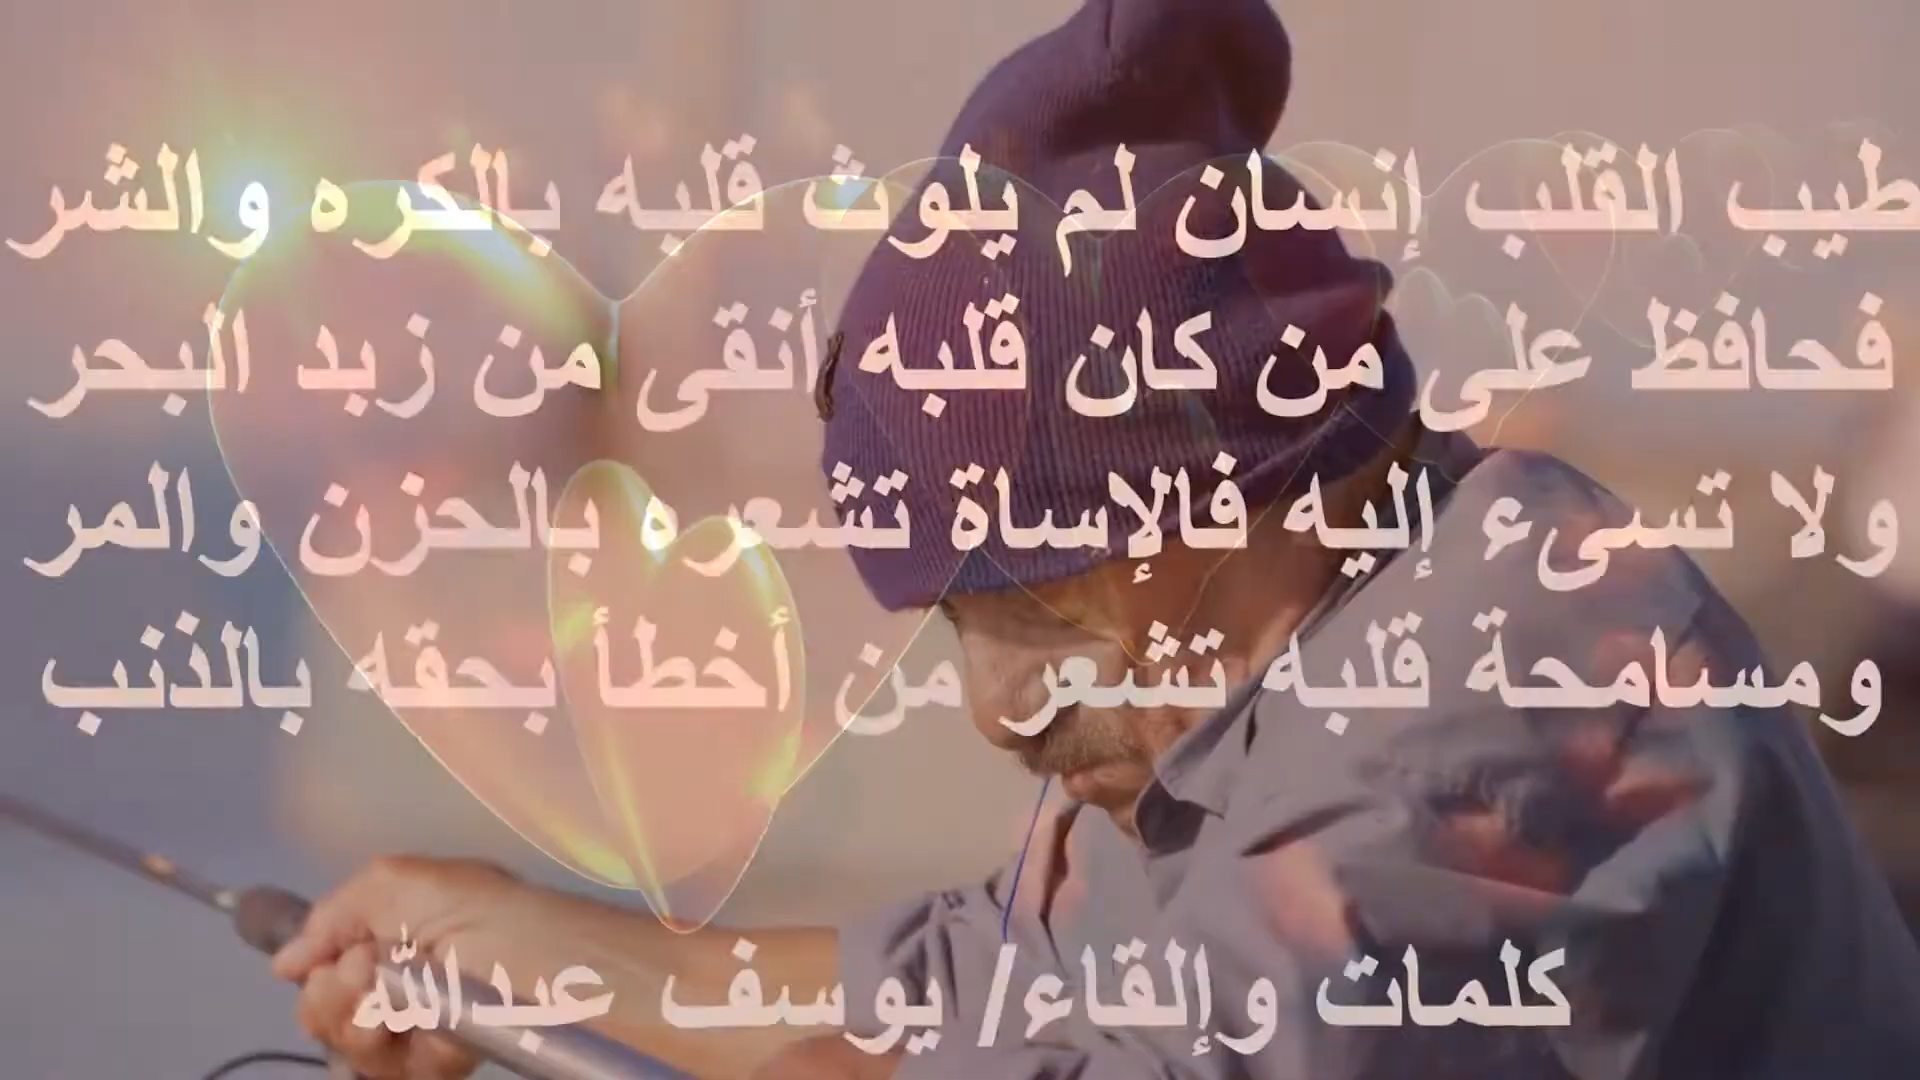 طيب القلب إنسان لم يلوث قلبه بالكره والشر
فحافظ على من كان قلبه أنقى من زبد البحر
ولا تسىء إليه فالإساة تشعره بالحزن والمر
ومسامحة قلبه تشعر من أخطأ بحقه بالذنب
كلمات وإلقاء/ يوسف عبدالله